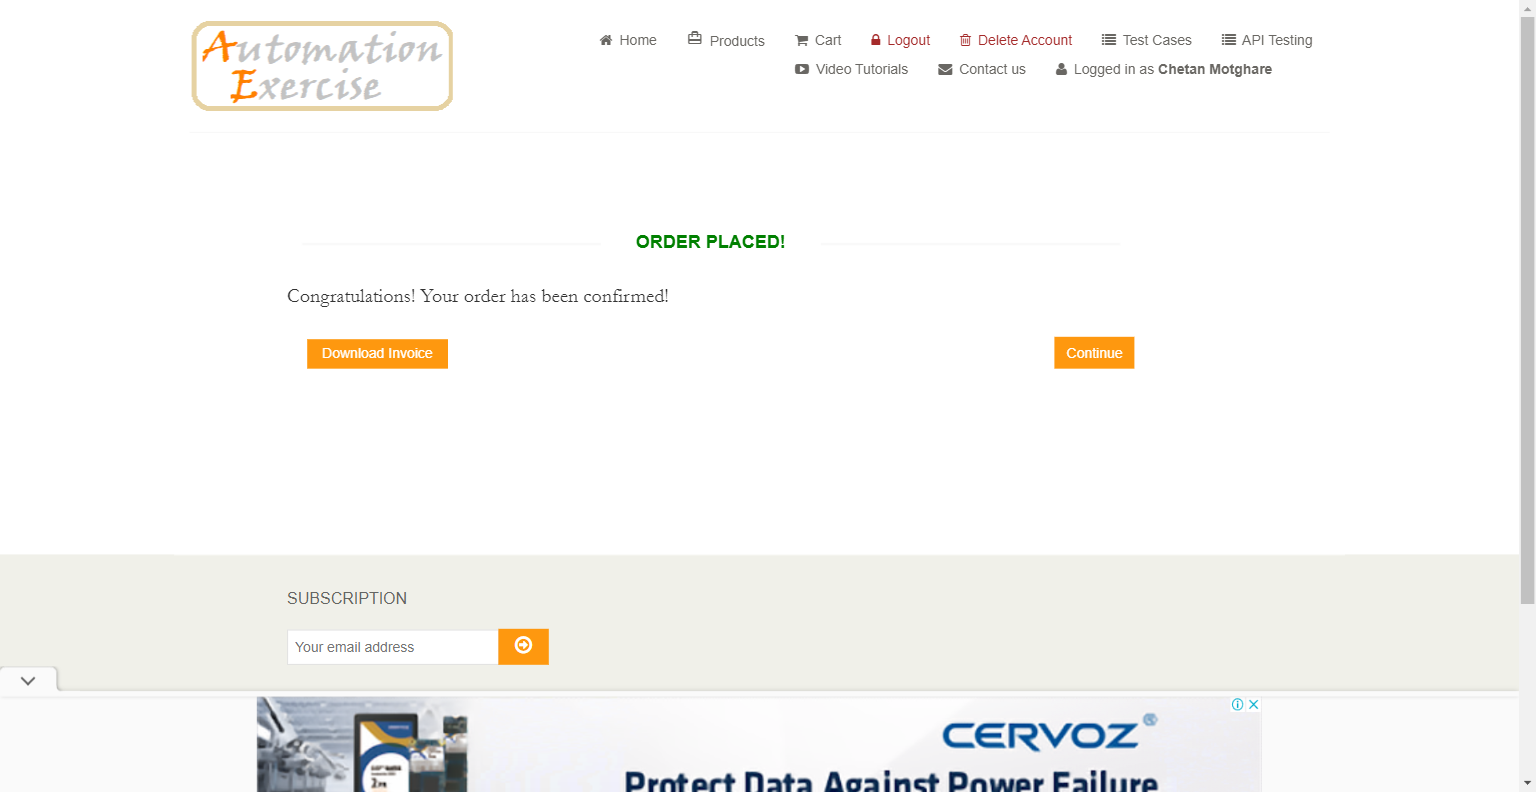 Automation
Exercise
Home Products Cart Logout Delete Account Test Cases API Testing
Video Tutorials Contact us Logged in as Chetan Motghare
ORDER PLACED!
Congratulations! Your order has been confirmed!
Download Invoice Continue
SUBSCRIPTION
Your email address
CERVOZ®
Protect Data Against Power Failure